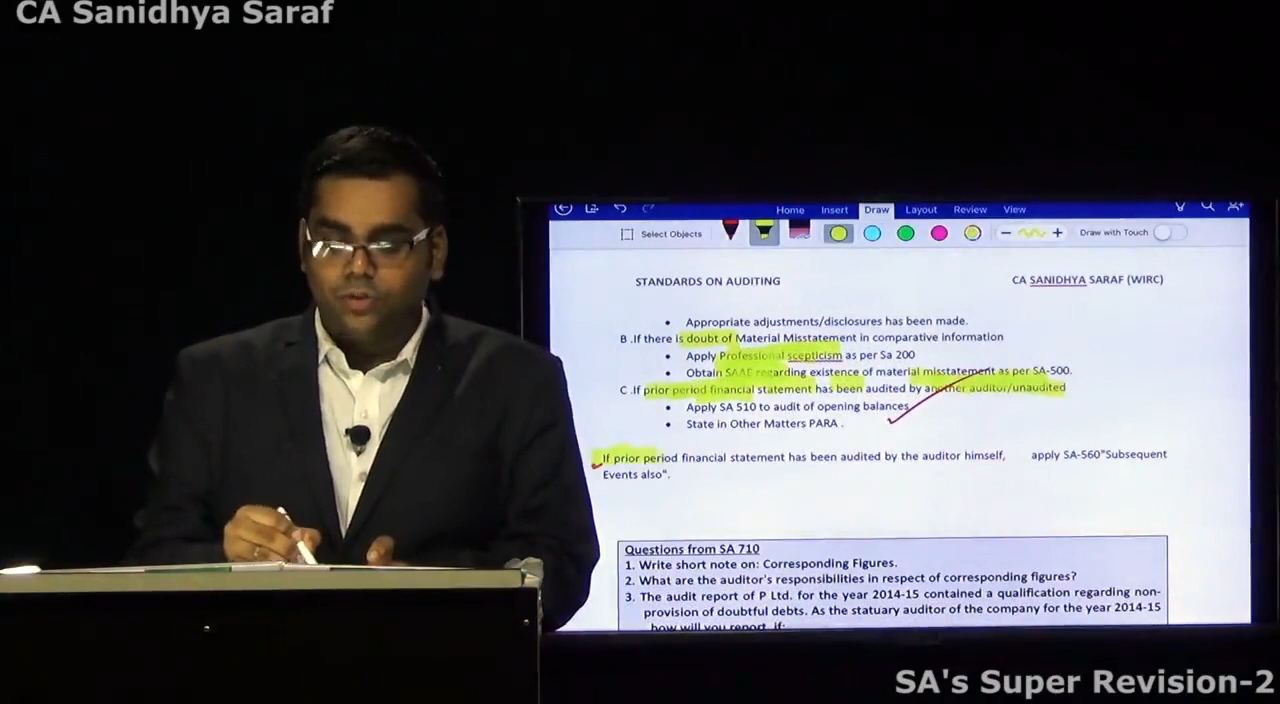 CA Sanidhya Saraf
Home Insert Draw Layout Review View
Select Objects
Draw with Touch
STANDARDS ON AUDITING CA SANIDHYA SARAF (WIRC)
• Appropriate adjustments/disclosures has been made.
B .If there is doubt of Material Misstatement in comparative information
• Apply Professional scepticism as per Sa 200
• Obtain SAAE regarding existence of material misstatement as per SA-500.
C .If prior period financial statement has been audited by another auditor/unaudited
• Apply SA 510 to audit of opening balances
• State in Other Matters PARA .
If prior period financial statement has been audited by the auditor himself, apply SA-560"Subsequent
Events also".
Questions from SA 710
1. Write short note on: Corresponding Figures.
2. What are the auditor's responsibilities in respect of corresponding figures?
3. The audit report of P Ltd. for the year 2014-15 contained a qualification regarding non-
provision of doubtful debts. As the statuary auditor of the company for the year 2014-15
how will you report, if:
SA's Super Revision-2